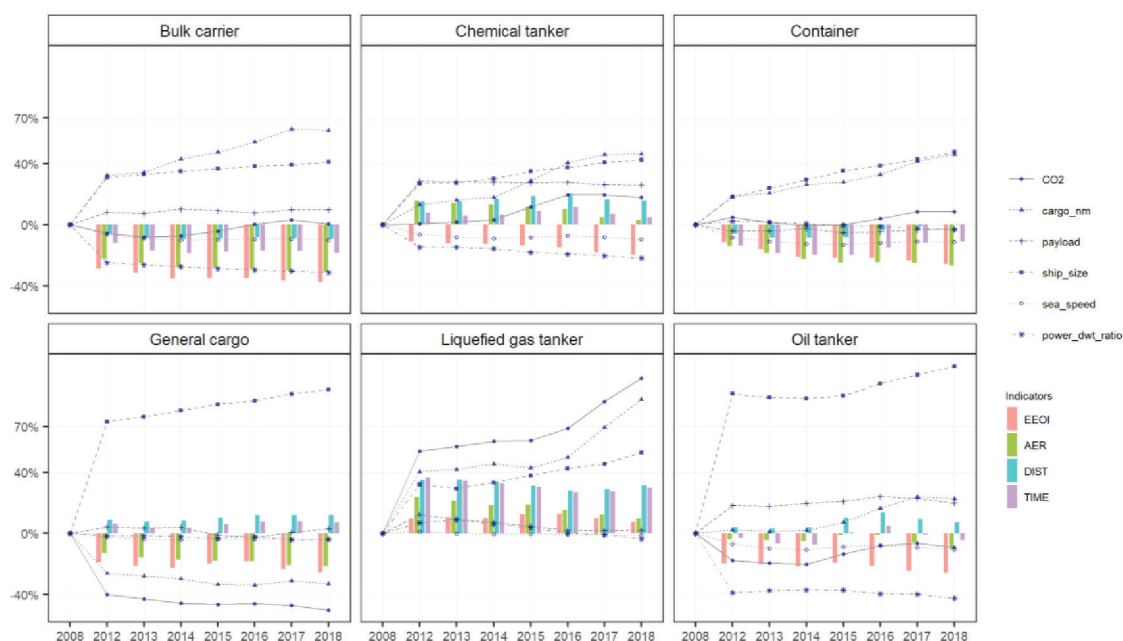 Bulk carrier
Chemical tanker
Container
70%
40%
0%
-40%
General cargo
Liquefied gas tanker
Oil tanker
70%
40%
0%
-40%
2008 2012 2013 2014 2015 2016 2017 2018
2008 2012 2013 2014 2015 2016 2017 2018
2008 2012 2013 2014 2015 2016 2017 2018
CO2
cargo_nm
payload
ship_size
sea_speed
power_dwt_ratio
Indicators
EEOI
AER
DIST
TIME